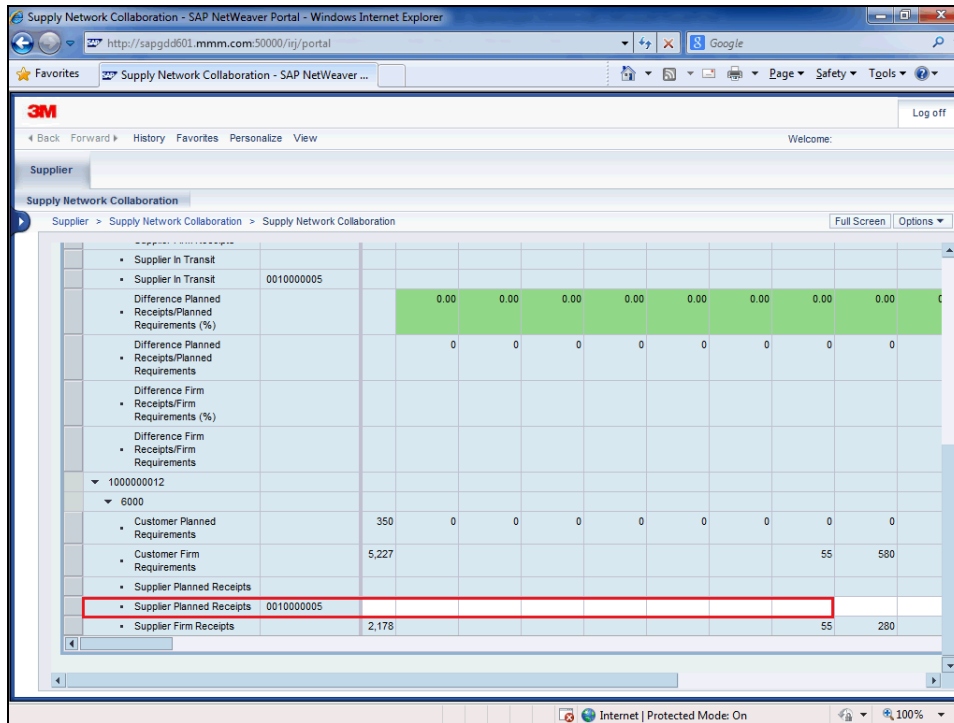 Supply Network Collaboration - SAP NetWeaver Portal - Windows Internet Explorer
http://sapgdd601.mmm.com:50000/irj/portal
Google
Favorites
Supply Network Collaboration - SAP NetWeaver ...
Page Safety Tools
3M
Log off
Back Forward History Favorites Personalize View
Welcome:
Supplier
Supply Network Collaboration
Supplier > Supply Network Collaboration > Supply Network Collaboration
Full Screen Options
Supplier In Transit
Supplier In Transit 0010000005
Difference Planned
Receipts/Planned
Requirements (%)
0.00 0.00 0.00 0.00 0.00 0.00 0.00 0.00
Difference Planned
Receipts/Planned
Requirements
0 0 0 0 0 0 0 0
Difference Firm
Receipts/Firm
Requirements (%)
Difference Firm
Receipts/Firm
Requirements
1000000012
6000
Customer Planned
Requirements
350 0 0 0 0 0 0 0 0
Customer Firm
Requirements
5,227 55 580
Supplier Planned Receipts
Supplier Planned Receipts 0010000005
Supplier Firm Receipts 2,178 55 280
Internet | Protected Mode: On
100%